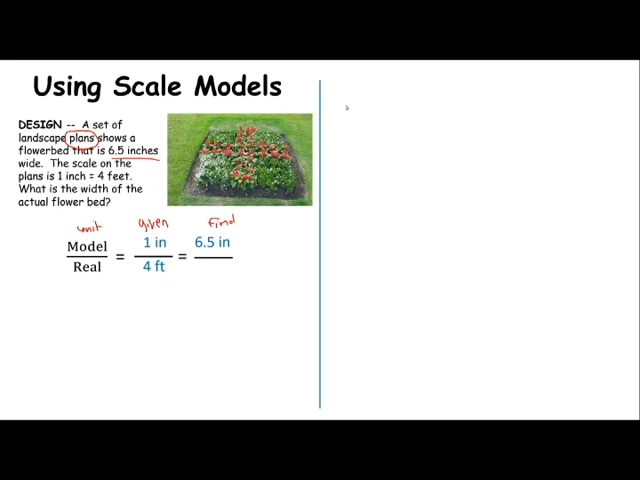 Using Scale Models
DESIGN -- A set of
landscape plans shows a
flowerbed that is 6.5 inches
wide. The scale on the
plans is 1 inch = 4 feet.
What is the width of the
actual flower bed?
unit given find
Model/Real = 1 in/4 ft = 6.5 in/